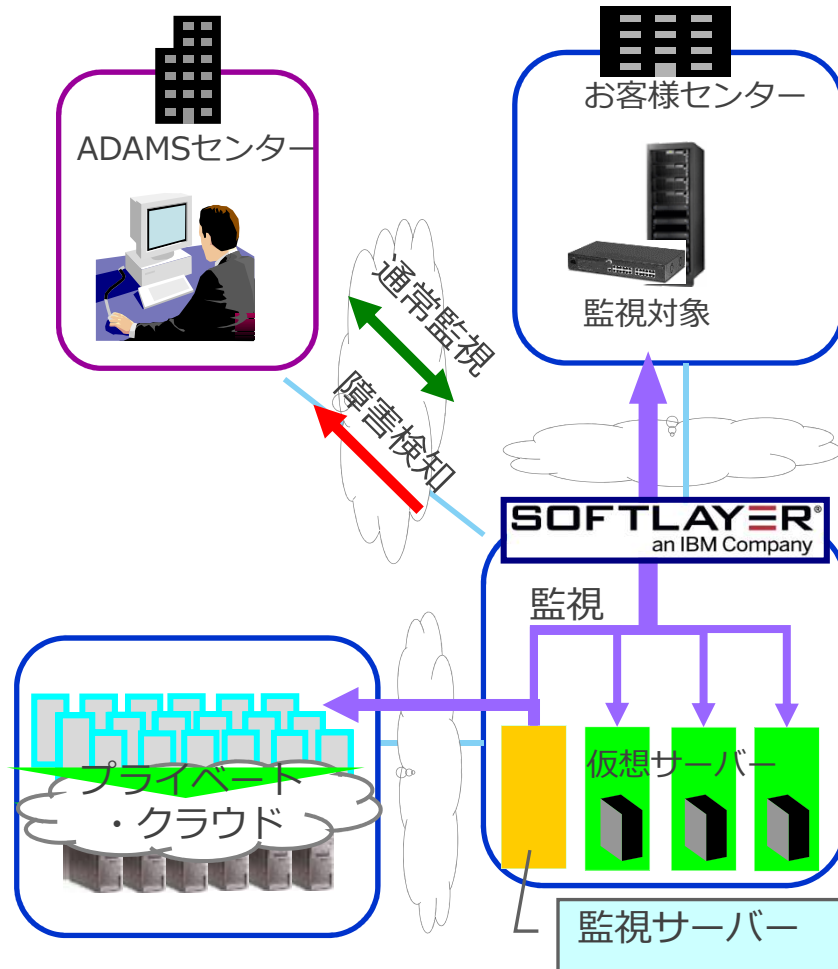 ADAMSセンター
お客様センター
監視対象
通常監視
障害検知
SOFTLAYER®
an IBM Company
監視
プライベート
・クラウド
仮想サーバー
監視サーバー